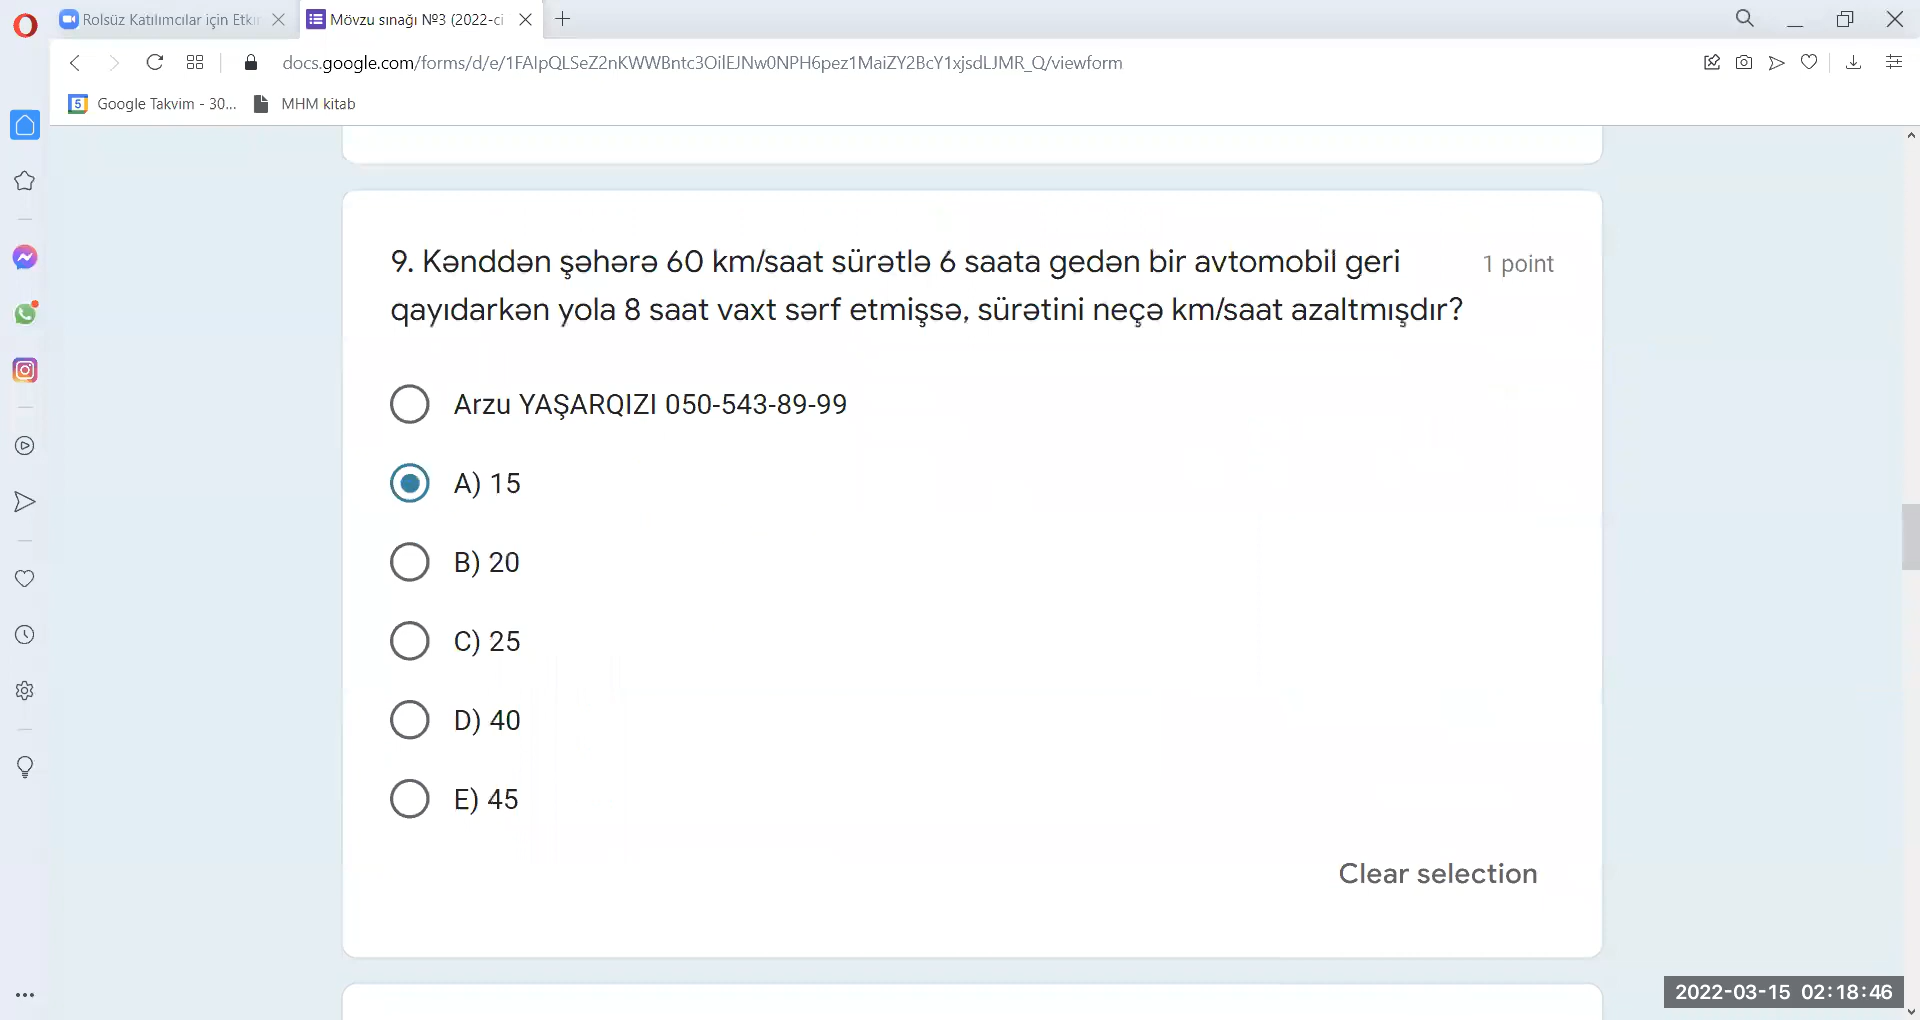 Rolsüz Katılımcılar için Etkin
Mövzu sınağı №3 (2022-ci
docs.google.com/forms/d/e/1FAIpQLSeZ2nKWWBntc3OilEJNw0NPH6pez1MaiZY2BcY1xjsdLJMR_Q/viewform
5 Google Takvim - 30...
MHM kitab
9. Kənddən şəhərə 60 km/saat sürətlə 6 saata gedən bir avtomobil geri
1 point
qayıdarkən yola 8 saat vaxt sərf etmişsə, sürətini neçə km/saat azaltmışdır?
Arzu YAŞARQIZI 050-543-89-99
A) 15
B) 20
C) 25
D) 40
E) 45
Clear selection
2022-03-15 02:18:46